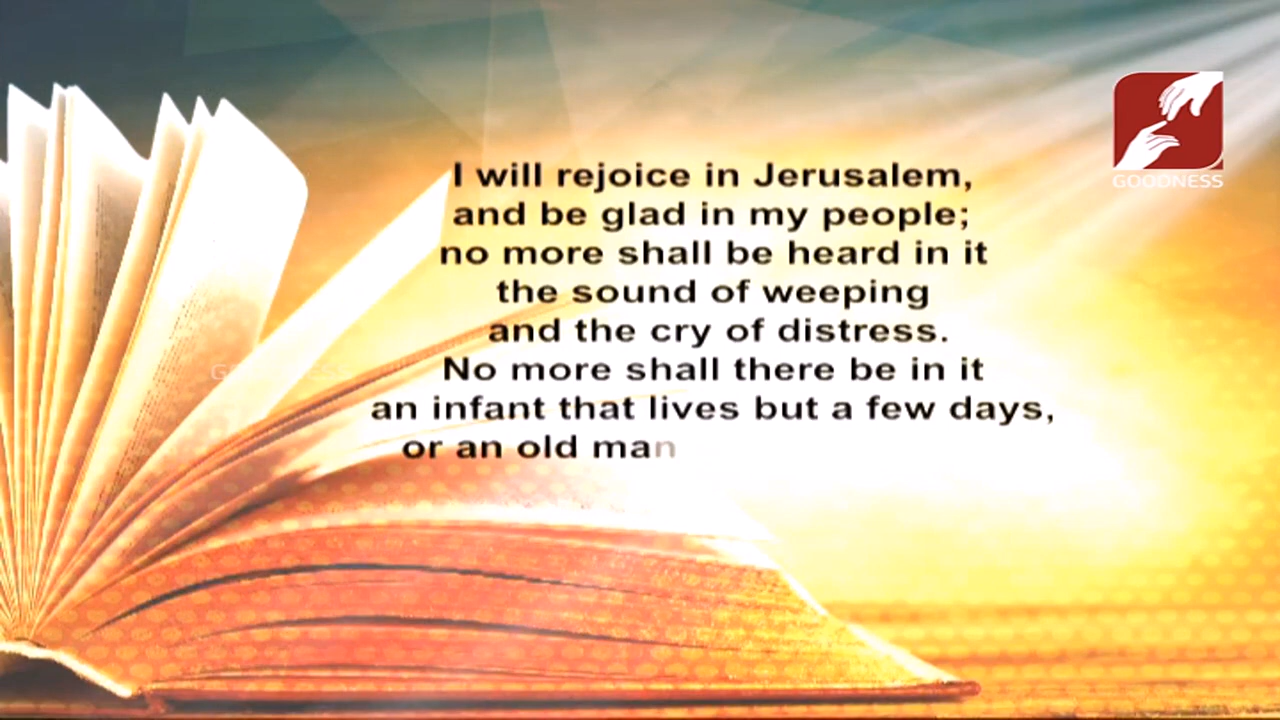 GOODNESS
I will rejoice in Jerusalem,
and be glad in my people;
no more shall be heard in it
the sound of weeping
and the cry of distress.
No more shall there be in it
an infant that lives but a few days,
or an old man